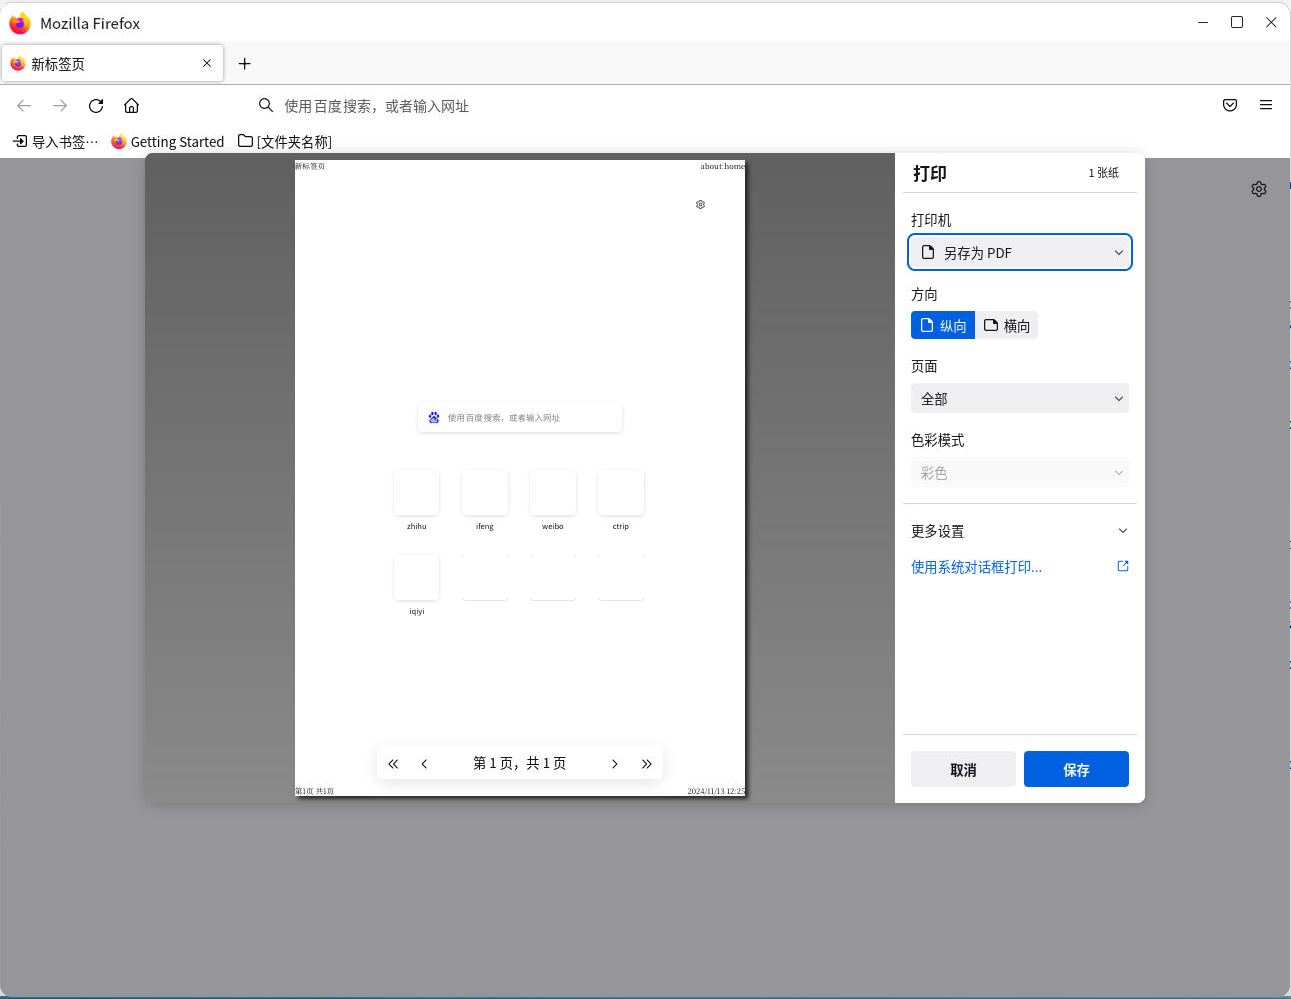 Mozilla Firefox
新标签页
使用百度搜索，或者输入网址
导入书签… Getting Started [文件夹名称]
新标签页 about:home
使用百度搜索，或者输入网址
zhihu ifeng weibo ctrip
iqiyi
第 1 页，共 1 页
第1页 共1页 2024/11/13 12:25
打印 1 张纸
打印机
另存为 PDF
方向
纵向 横向
页面
全部
色彩模式
彩色
更多设置
使用系统对话框打印...
取消 保存